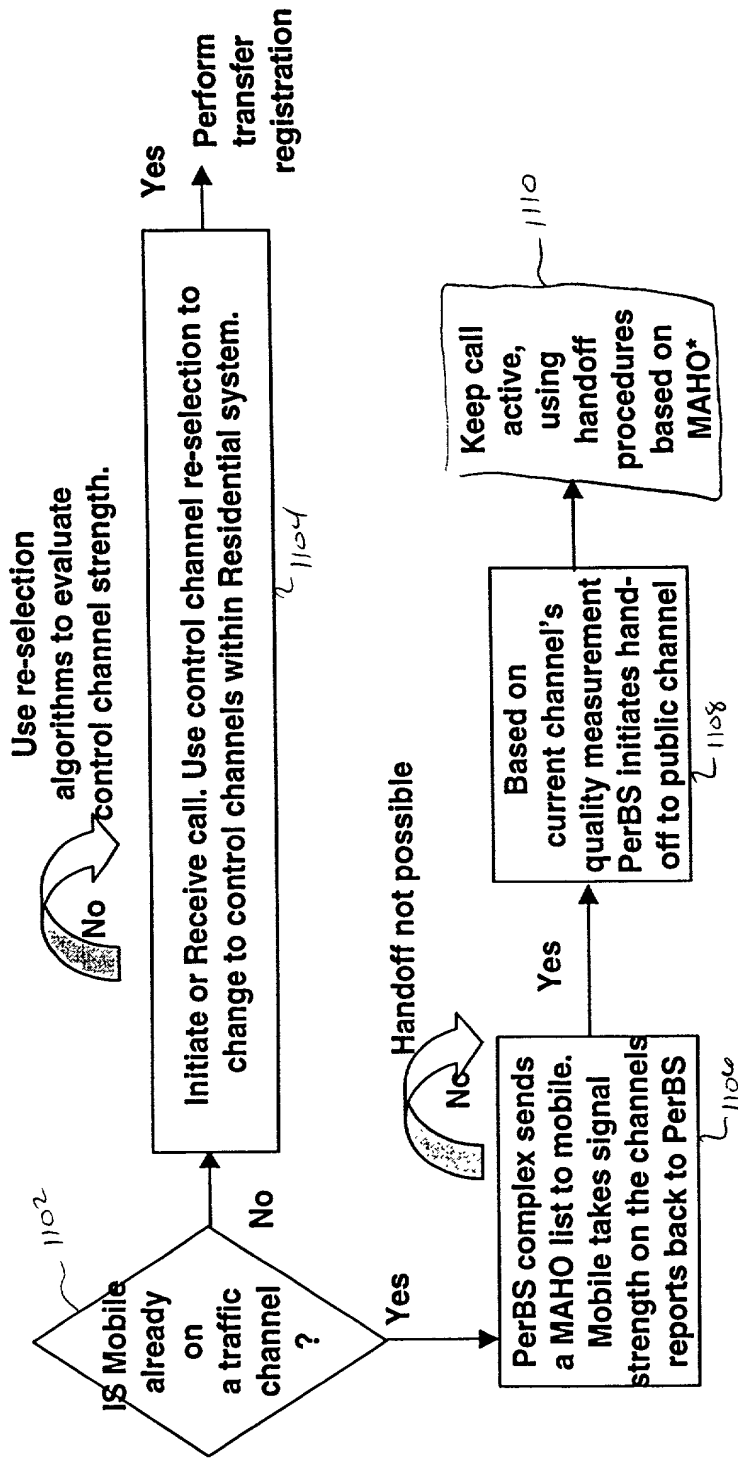 1102
IS Mobile
already
on
a traffic
channel
?
No
Yes
Use re-selection
algorithms to evaluate
control channel strength.
No
Initiate or Receive call. Use control channel re-selection to
change to control channels within Residential system.
1104
Yes
Perform
transfer
registration
Handoff not possible
No
PerBS complex sends
a MAHO list to mobile.
Mobile takes signal
strength on the channels
reports back to PerBS
1106
Yes
Based on
current channel's
quality measurement
PerBS initiates hand-
off to public channel
1108
Keep call
active,
using
handoff
procedures
based on
MAHO*
1110